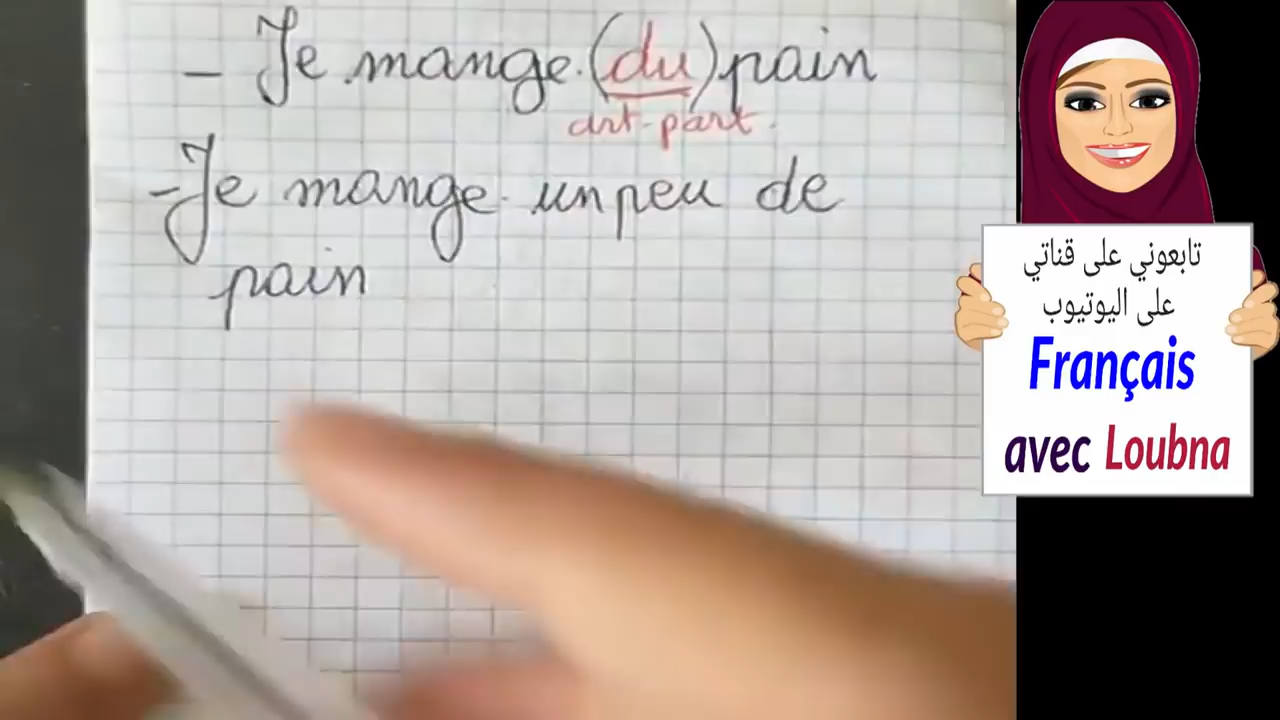 - Je mange (du) pain
art. part.
- Je mange un peu de
pain
تابعوني على قناتي
على اليوتيوب
Français
avec Loubna